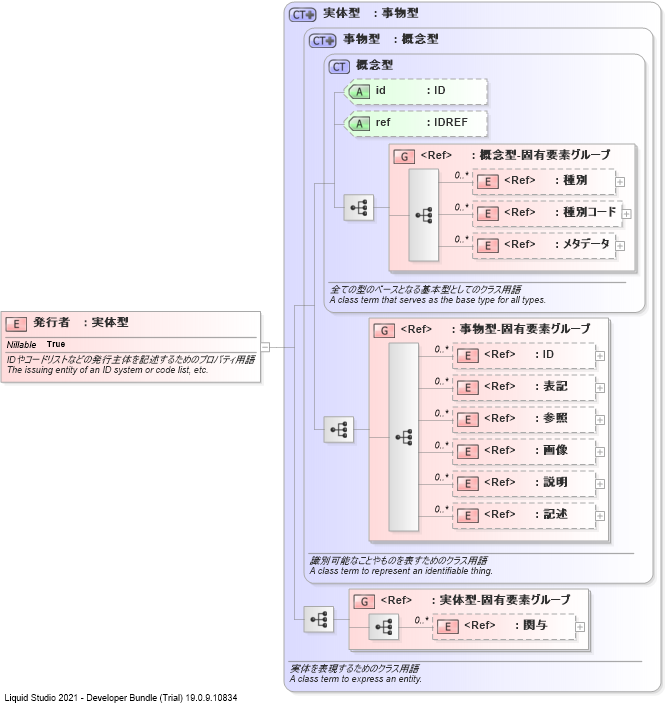 CT 実体型 : 事物型
CT 事物型 : 概念型
CT 概念型
A id : ID
A ref : IDREF
G <Ref> : 概念型-固有要素グループ
0..* E <Ref> : 種別
0..* E <Ref> : 種別コード
0..* E <Ref> : メタデータ
全ての型のベースとなる基本型としてのクラス用語
A class term that serves as the base type for all types.
E 発行者 : 実体型
Nillable True
IDやコードリストなどの発行主体を記述するためのプロパティ用語
The issuing entity of an ID system or code list, etc.
G <Ref> : 事物型-固有要素グループ
0..* E <Ref> : ID
0..* E <Ref> : 表記
0..* E <Ref> : 参照
0..* E <Ref> : 画像
0..* E <Ref> : 説明
0..* E <Ref> : 記述
識別可能なことやものを表すためのクラス用語
A class term to represent an identifiable thing.
G <Ref> : 実体型-固有要素グループ
0..* E <Ref> : 関与
実体を表現するためのクラス用語
A class term to express an entity.
Liquid Studio 2021 - Developer Bundle (Trial) 19.0.9.10834